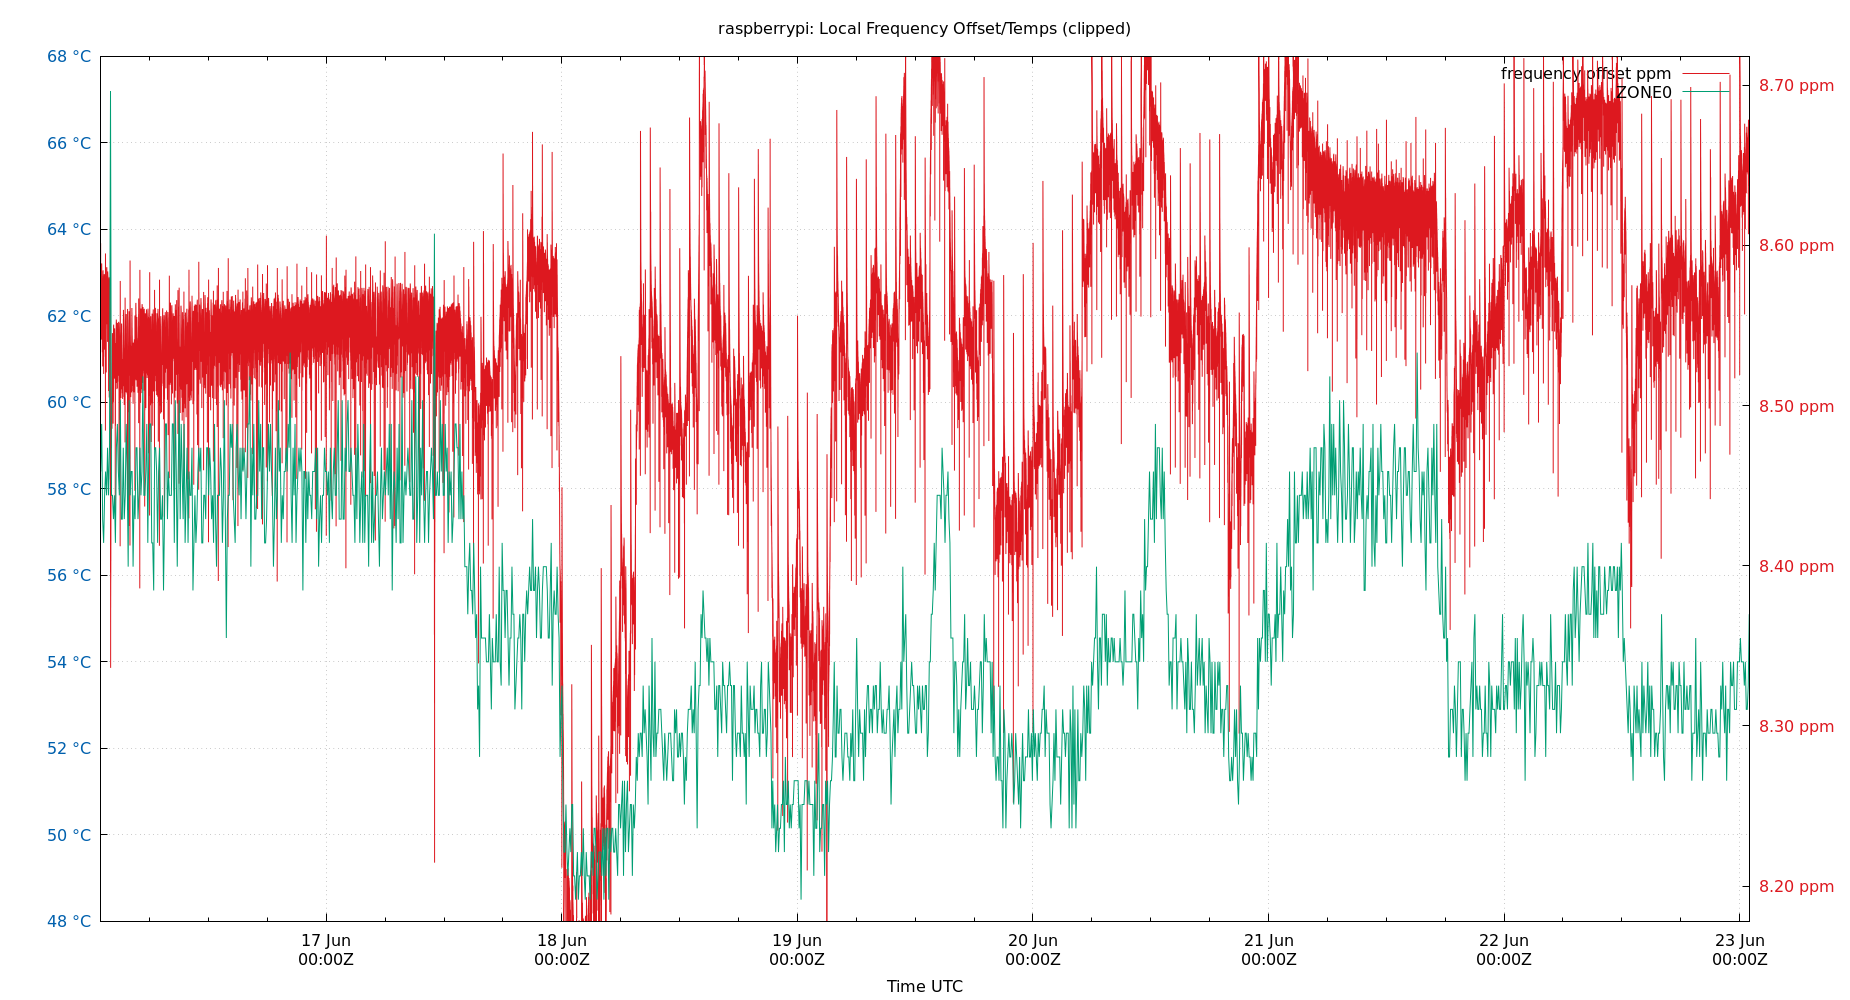 raspberrypi: Local Frequency Offset/Temps (clipped)
68 °C
66 °C
64 °C
62 °C
60 °C
58 °C
56 °C
54 °C
52 °C
50 °C
48 °C
frequency offset ppm
ZONE0
8.70 ppm
8.60 ppm
8.50 ppm
8.40 ppm
8.30 ppm
8.20 ppm
17 Jun
00:00Z
18 Jun
00:00Z
19 Jun
00:00Z
20 Jun
00:00Z
21 Jun
00:00Z
22 Jun
00:00Z
23 Jun
00:00Z
Time UTC